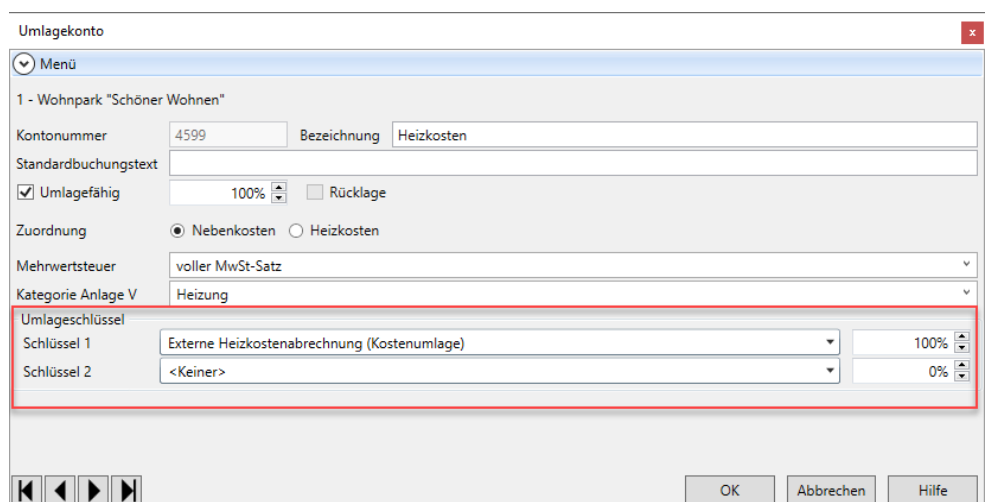 Umlagekonto x
Menü
1 - Wohnpark "Schöner Wohnen"
Kontonummer 4599 Bezeichnung Heizkosten
Standardbuchungstext
Umlagefähig 100% Rücklage
Zuordnung Nebenkosten Heizkosten
Mehrwertsteuer voller MwSt-Satz
Kategorie Anlage V Heizung
Umlageschlüssel
Schlüssel 1 Externe Heizkostenabrechnung (Kostenumlage) 100%
Schlüssel 2 <Keiner> 0%
OK Abbrechen Hilfe